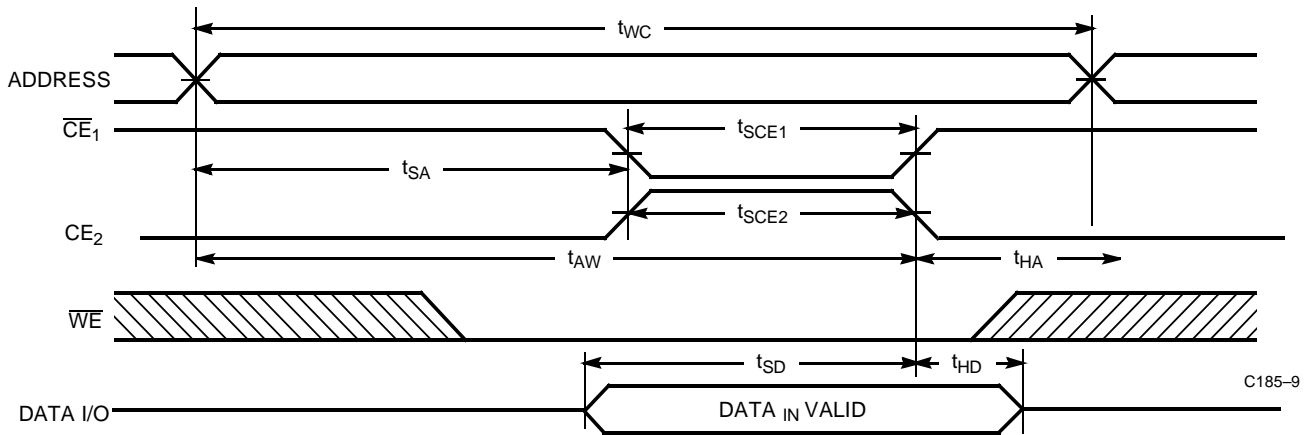 tWC
ADDRESS
CE1
tSCE1
tSA
tSCE2
CE2
tAW
tHA
WE
tSD
tHD
C185–9
DATA I/O
DATA IN VALID